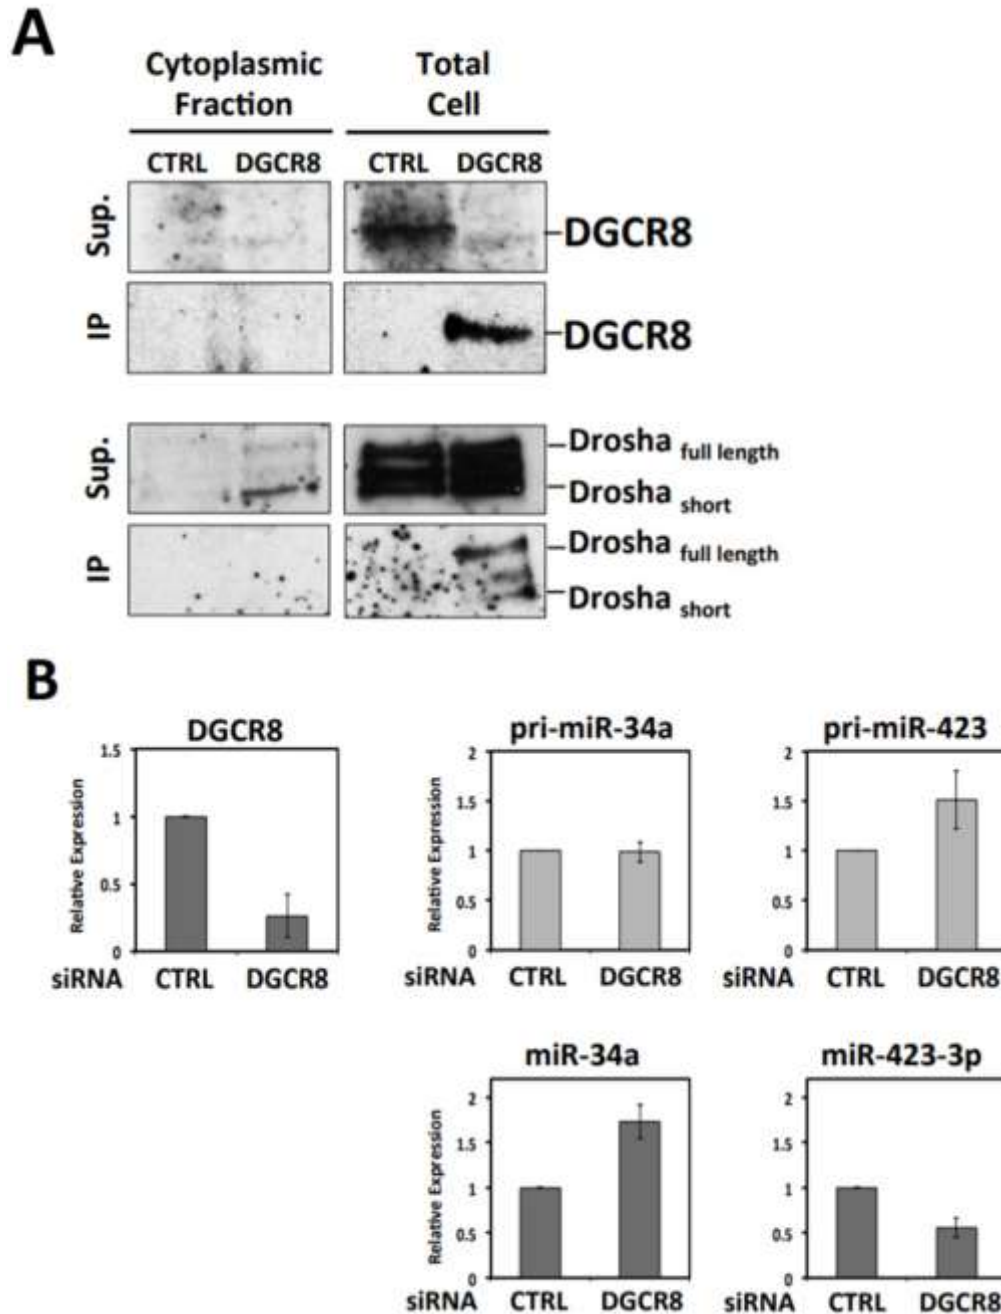 A
Cytoplasmic Fraction
Total Cell
CTRL DGCR8 CTRL DGCR8
Sup.
DGCR8
IP
DGCR8
Sup.
Drosha full length
Drosha short
IP
Drosha full length
Drosha short
B
DGCR8
Relative Expression
1.5
1
0.5
0
siRNA CTRL DGCR8
pri-miR-34a
Relative Expression
2
1.5
1
0.5
0
siRNA CTRL DGCR8
pri-miR-423
2
1.5
1
0.5
0
siRNA CTRL DGCR8
miR-34a
Relative Expression
2
1.5
1
0.5
0
siRNA CTRL DGCR8
miR-423-3p
2
1.5
1
0.5
0
siRNA CTRL DGCR8